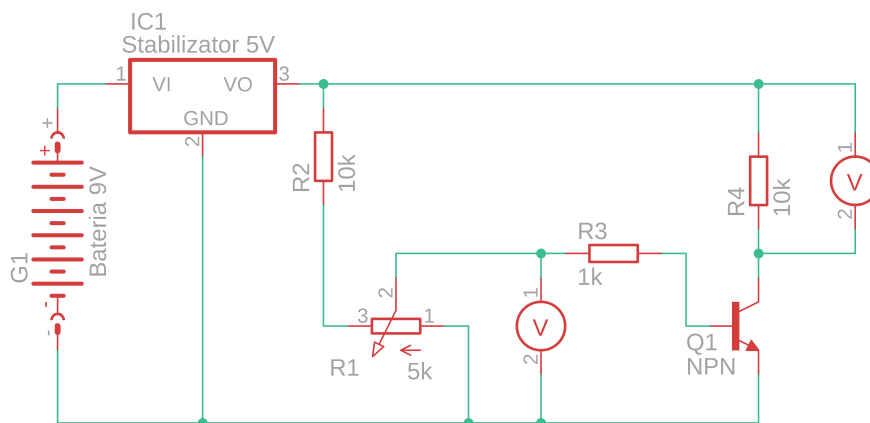 IC1
Stabilizator 5V
1
VI
VO
3
GND
2
+
+
G1
Bateria 9V
-
-
R2
10k
R4
10k
1
V
2
R3
1k
2
3
1
R1
5k
1
V
2
Q1
NPN